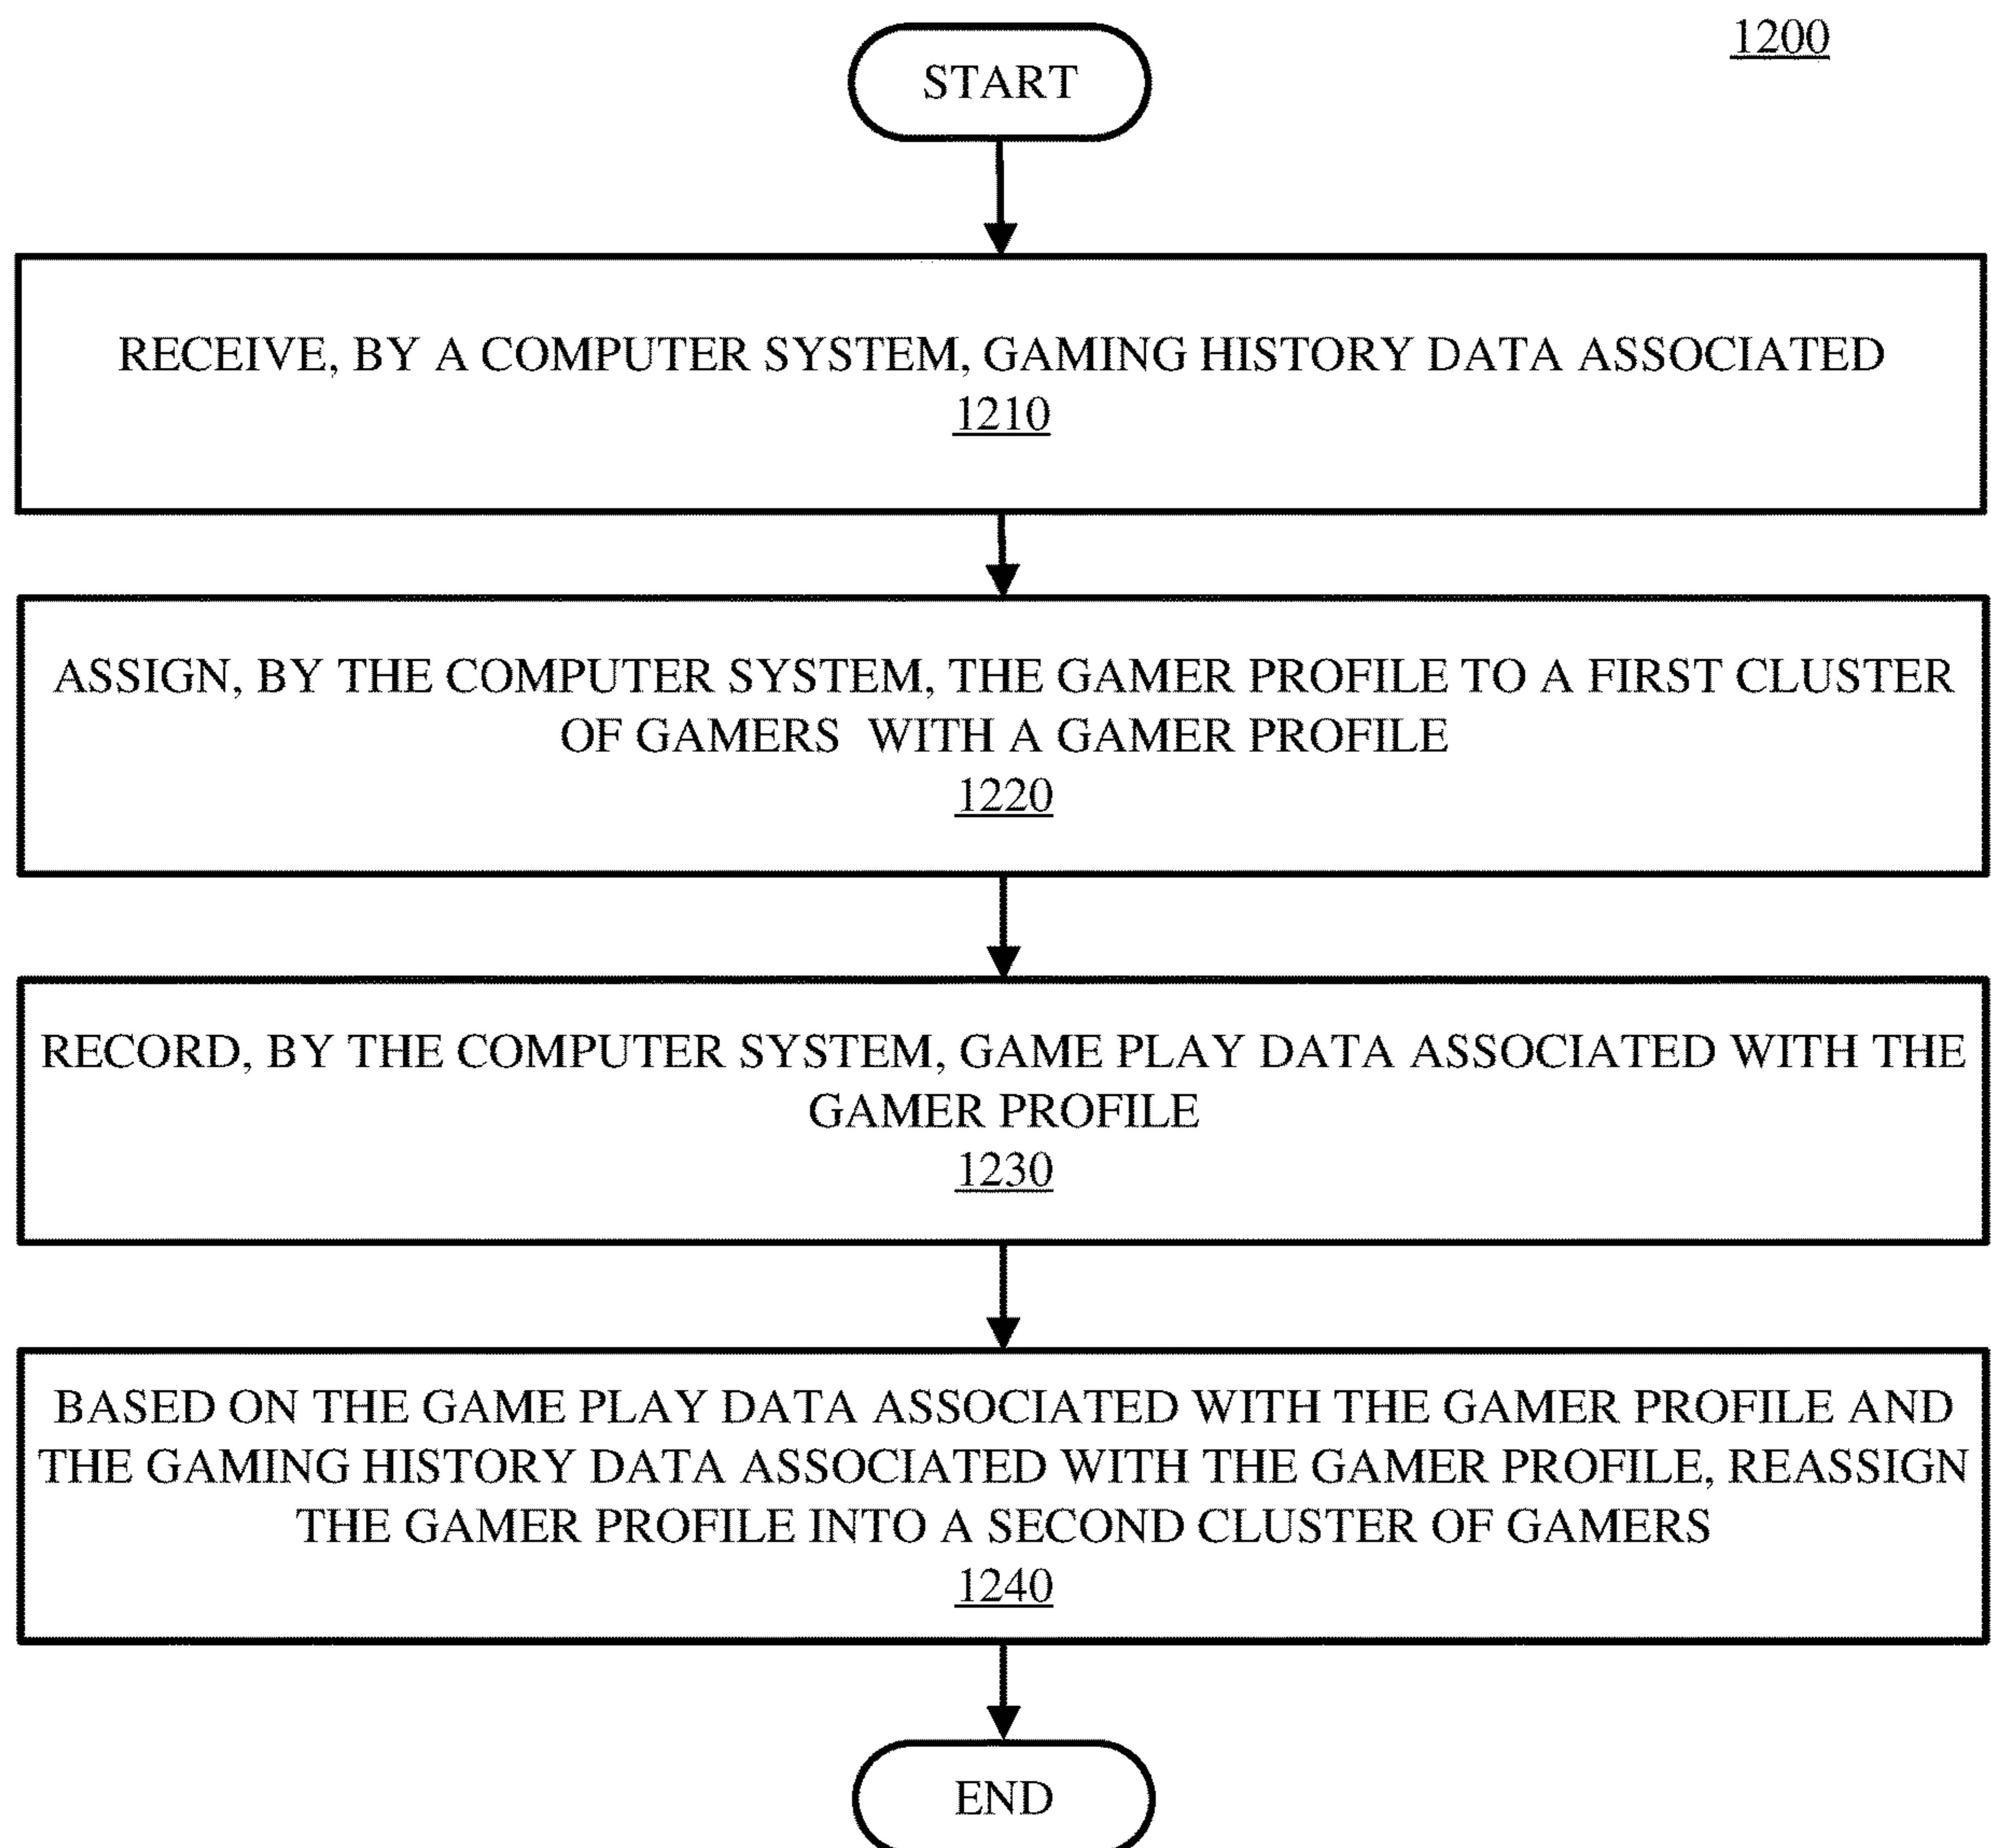 1200
START
RECEIVE, BY A COMPUTER SYSTEM, GAMING HISTORY DATA ASSOCIATED
1210
ASSIGN, BY THE COMPUTER SYSTEM, THE GAMER PROFILE TO A FIRST CLUSTER
OF GAMERS WITH A GAMER PROFILE
1220
RECORD, BY THE COMPUTER SYSTEM, GAME PLAY DATA ASSOCIATED WITH THE
GAMER PROFILE
1230
BASED ON THE GAME PLAY DATA ASSOCIATED WITH THE GAMER PROFILE AND
THE GAMING HISTORY DATA ASSOCIATED WITH THE GAMER PROFILE, REASSIGN
THE GAMER PROFILE INTO A SECOND CLUSTER OF GAMERS
1240
END